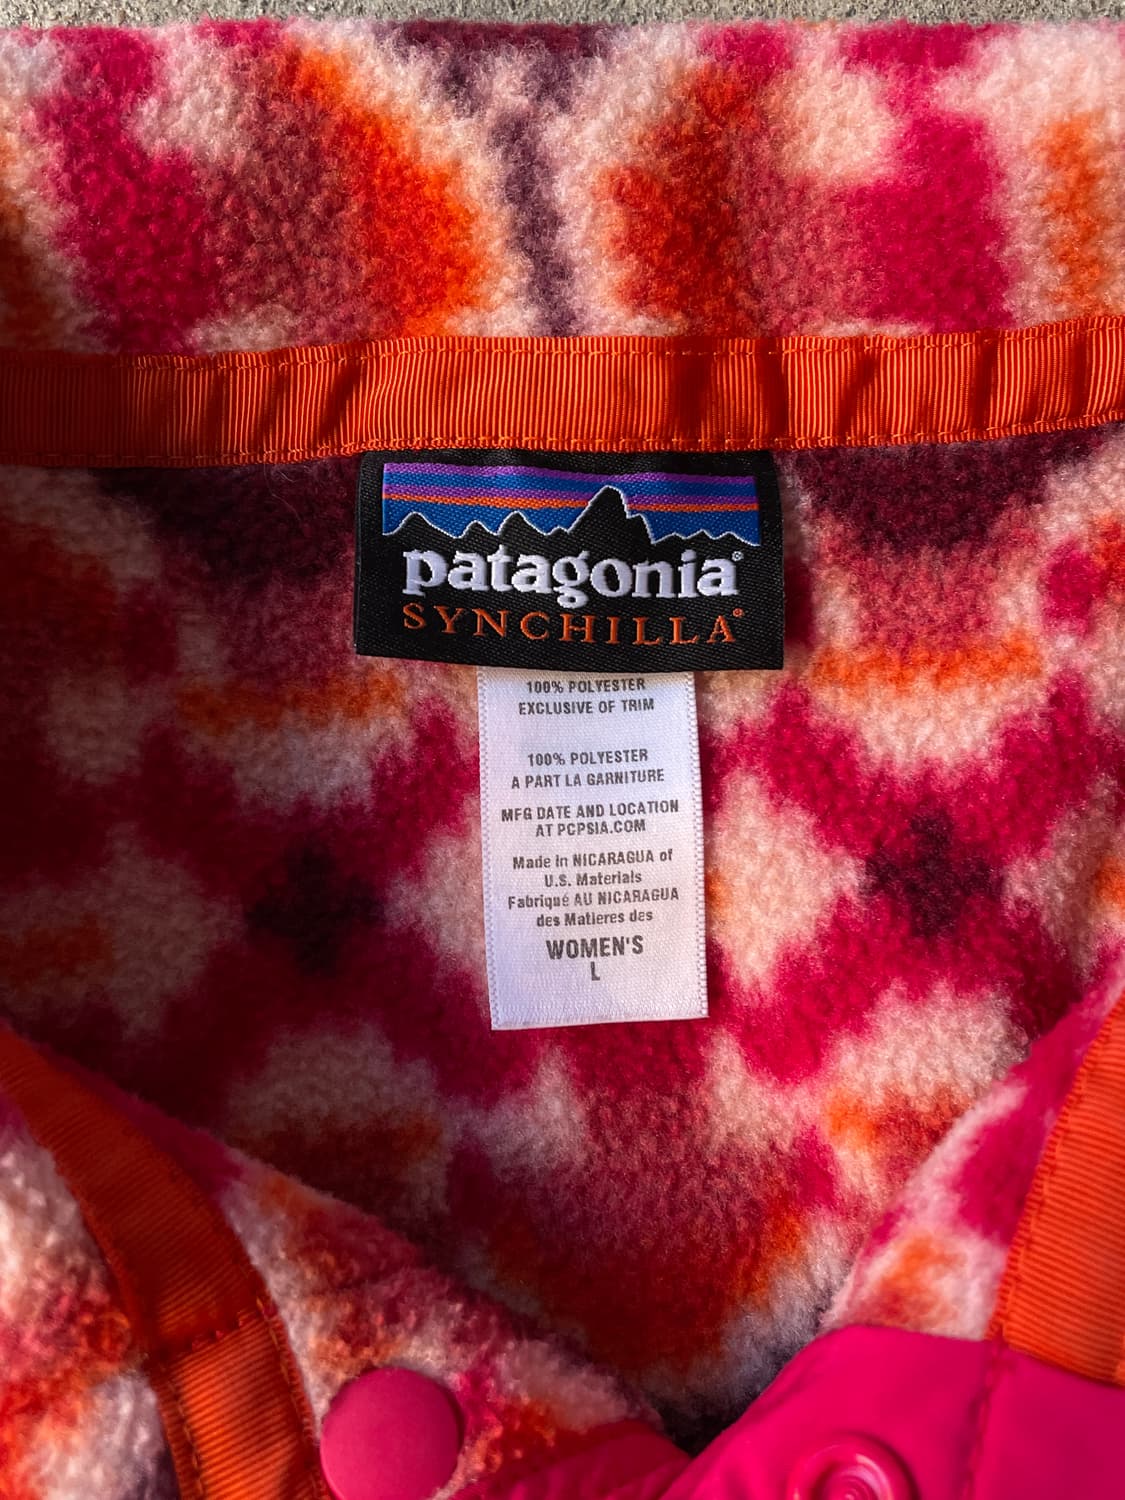 patagonia®
SYNCHILLA®
100% POLYESTER
EXCLUSIVE OF TRIM
100% POLYESTER
A PART LA GARNITURE
MFG DATE AND LOCATION
AT PCPSIA.COM
Made in NICARAGUA of
U.S. Materials
Fabriqué AU NICARAGUA
des Matieres des
WOMEN'S
L